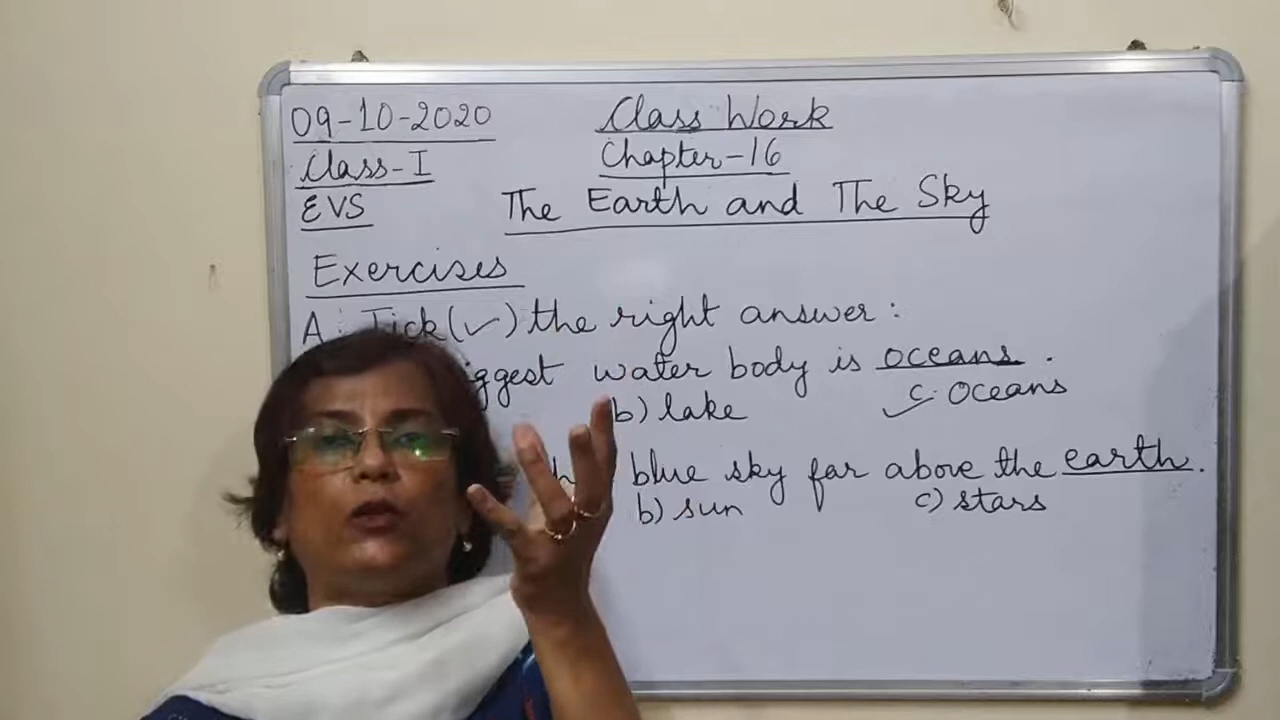 09-10-2020
Class Work
Class-I
Chapter-16
EVS
The Earth and The Sky
Exercises
A. Tick (✓) the right answer :
water body is oceans .
b) lake
✓ c. Oceans
blue sky far above the earth .
b) sun
c) stars